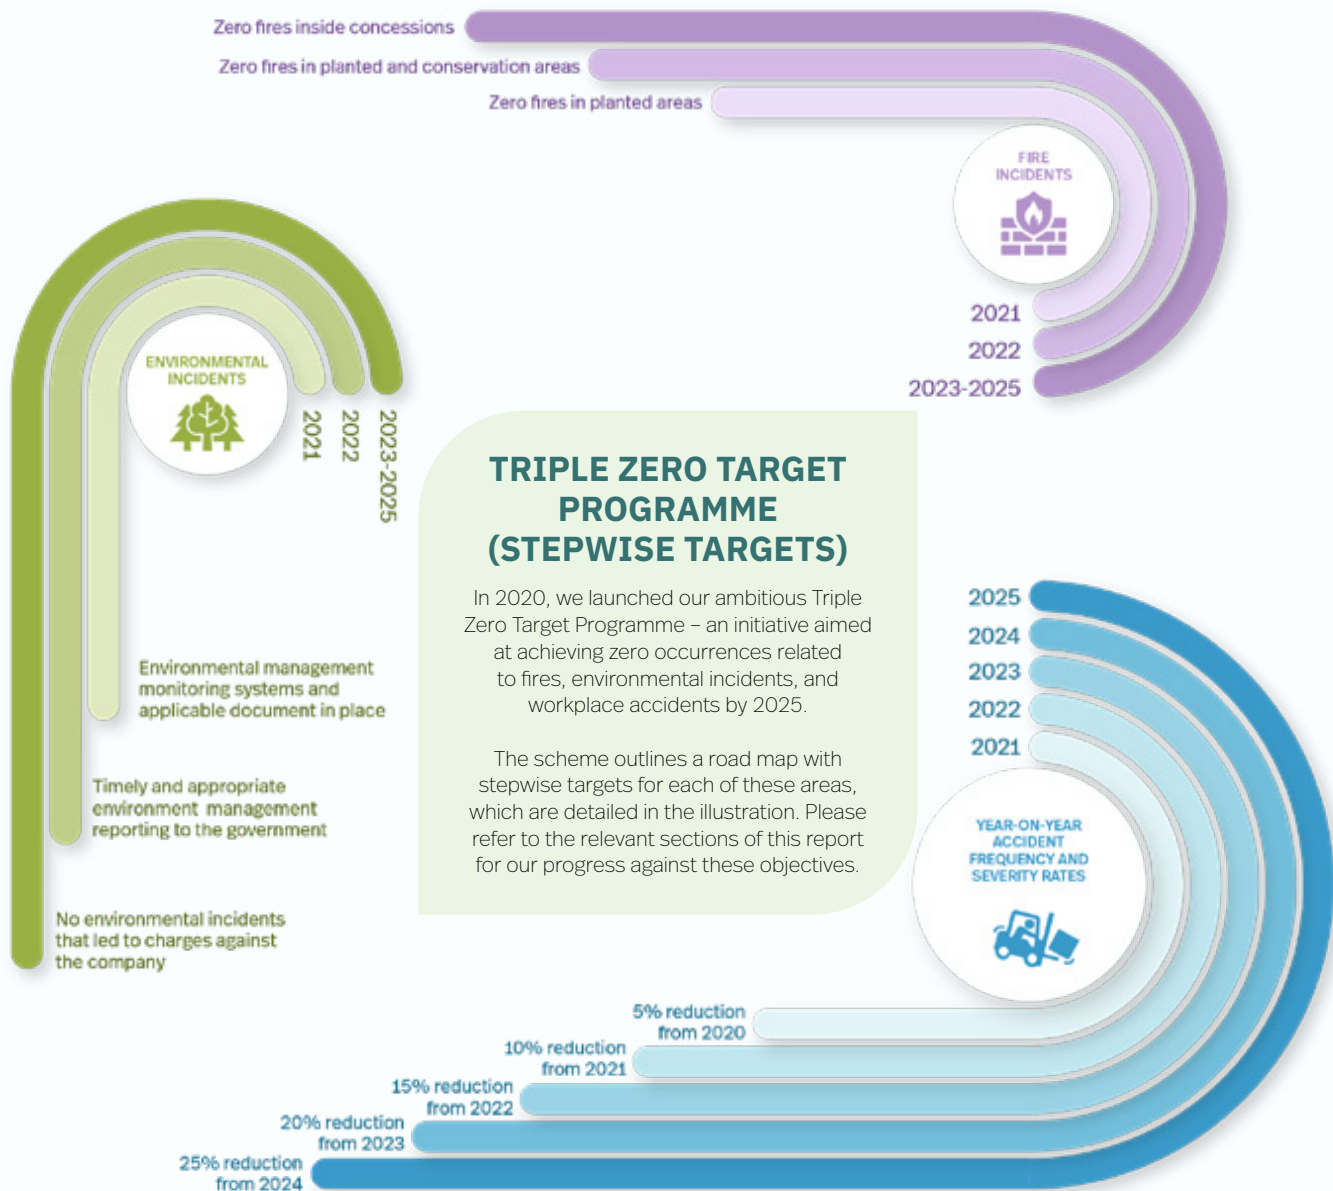 Zero fires inside concessions
Zero fires in planted and conservation areas
Zero fires in planted areas
FIRE
INCIDENTS
2021
2022
2023-2025
ENVIRONMENTAL
INCIDENTS
2021
2022
2023-2025
Environmental management
monitoring systems and
applicable document in place
Timely and appropriate
environment management
reporting to the government
No environmental incidents
that led to charges against
the company
TRIPLE ZERO TARGET
PROGRAMME
(STEPWISE TARGETS)
In 2020, we launched our ambitious Triple
Zero Target Programme – an initiative aimed
at achieving zero occurrences related
to fires, environmental incidents, and
workplace accidents by 2025.
The scheme outlines a road map with
stepwise targets for each of these areas,
which are detailed in the illustration. Please
refer to the relevant sections of this report
for our progress against these objectives.
2025
2024
2023
2022
2021
YEAR-ON-YEAR
ACCIDENT
FREQUENCY AND
SEVERITY RATES
5% reduction
from 2020
10% reduction
from 2021
15% reduction
from 2022
20% reduction
from 2023
25% reduction
from 2024